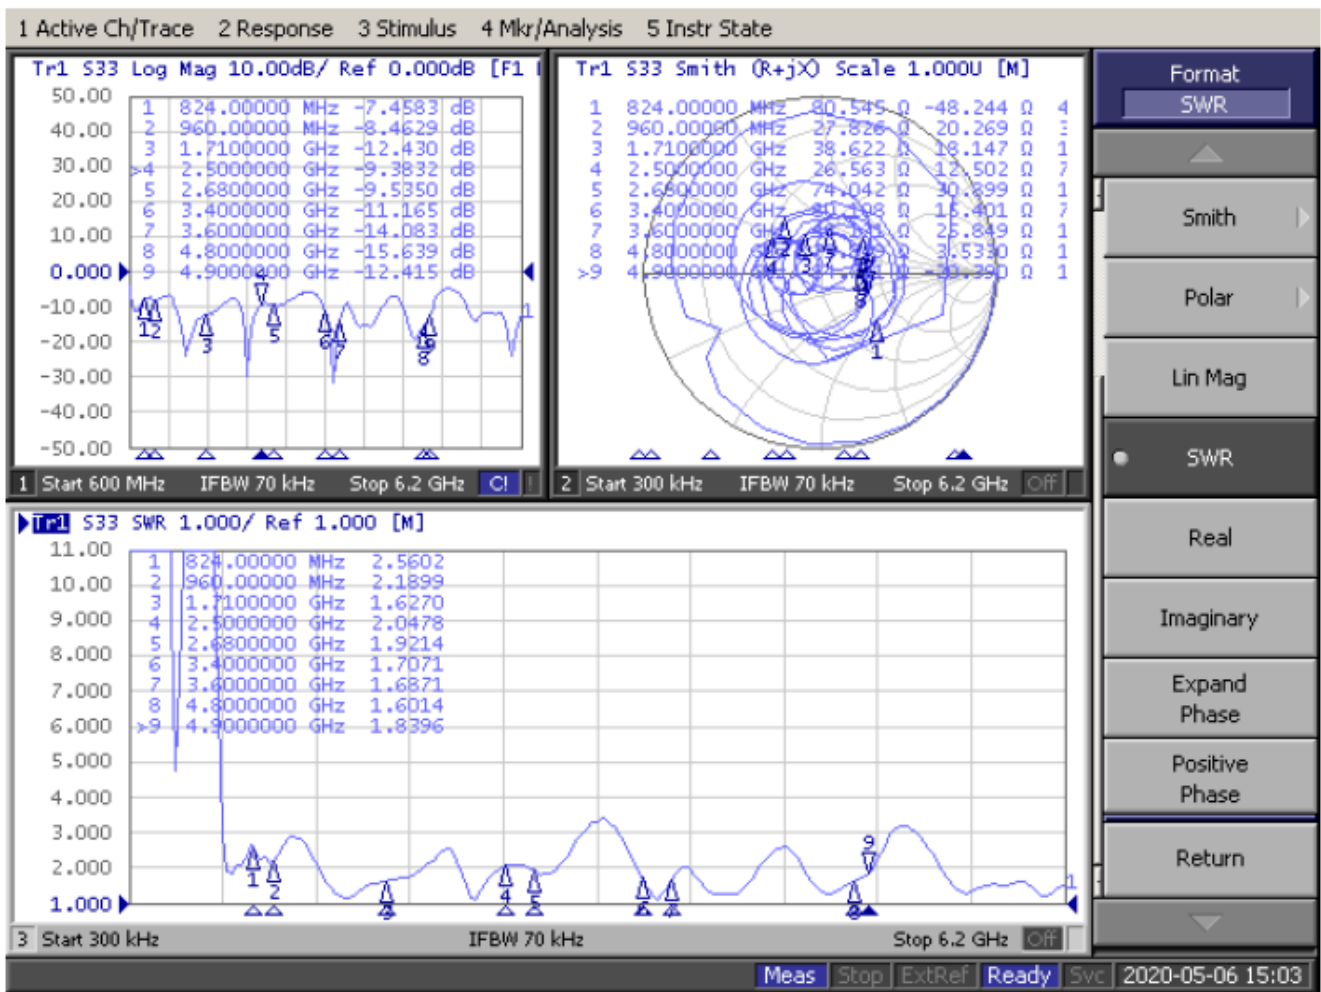 1 Active Ch/Trace 2 Response 3 Stimulus 4 Mkr/Analysis 5 Instr State
Tr1 S33 Log Mag 10.00dB/ Ref 0.000dB [F1
50.00
40.00
30.00
20.00
10.00
0.000
-10.00
-20.00
-30.00
-40.00
-50.00
1 824.00000 MHz -7.4583 dB
2 960.00000 MHz -8.4629 dB
3 1.7100000 GHz -12.430 dB
>4 2.5000000 GHz -9.3832 dB
5 2.6800000 GHz -9.5350 dB
6 3.4000000 GHz -11.165 dB
7 3.6000000 GHz -14.083 dB
8 4.8000000 GHz -15.639 dB
9 4.9000000 GHz -12.415 dB
1 Start 600 MHz IFBW 70 kHz Stop 6.2 GHz C!
Tr1 S33 Smith (R+jX) Scale 1.000U [M]
1 824.00000 MHz 80.545 Ω -48.244 Ω
2 960.00000 MHz 27.826 Ω 20.269 Ω
3 1.7100000 GHz 38.622 Ω 18.147 Ω
4 2.5000000 GHz 26.563 Ω 12.502 Ω
5 2.6800000 GHz 74.042 Ω 30.899 Ω
6 3.4000000 GHz Ω 15.401 Ω
7 3.6000000 GHz Ω 25.849 Ω
8 4.8000000 GHz
>9 4.9000000 GHz
2 Start 300 kHz IFBW 70 kHz Stop 6.2 GHz Off
Tr1 S33 SWR 1.000/ Ref 1.000 [M]
11.00
10.00
9.000
8.000
7.000
6.000
5.000
4.000
3.000
2.000
1.000
1 824.00000 MHz 2.5602
2 960.00000 MHz 2.1899
3 1.7100000 GHz 1.6270
4 2.5000000 GHz 2.0478
5 2.6800000 GHz 1.9214
6 3.4000000 GHz 1.7071
7 3.6000000 GHz 1.6871
8 4.8000000 GHz 1.6014
>9 4.9000000 GHz 1.8396
3 Start 300 kHz IFBW 70 kHz Stop 6.2 GHz Off
Format
SWR
Smith
Polar
Lin Mag
SWR
Real
Imaginary
Expand
Phase
Positive
Phase
Return
Meas Stop ExtRef Ready Svc 2020-05-06 15:03